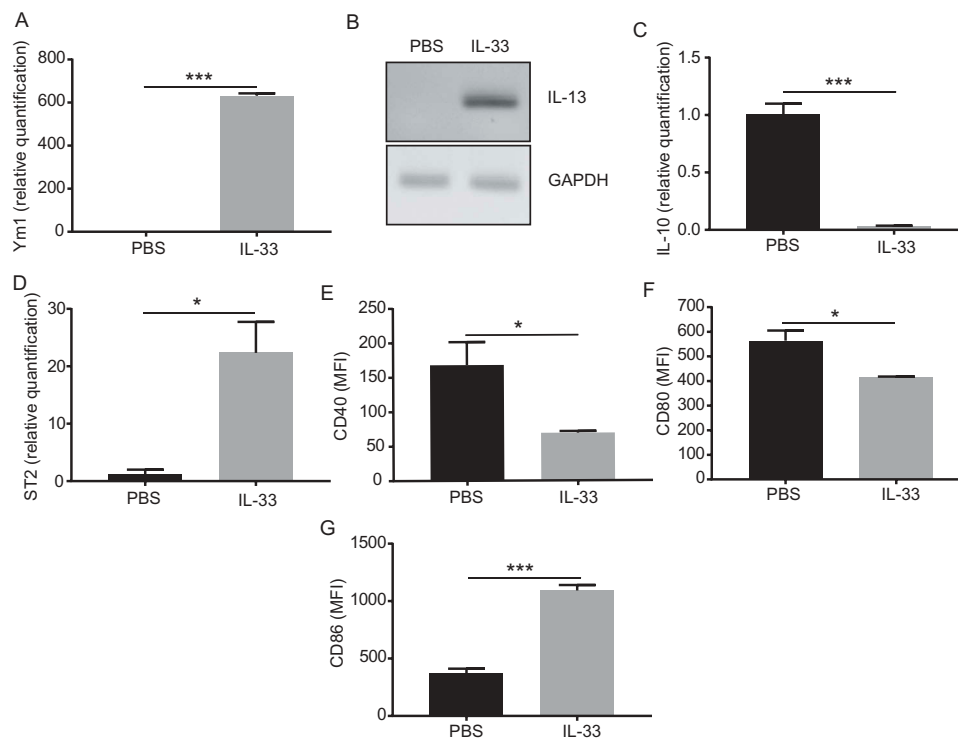 A
Ym1 (relative quantification)
800
600
400
200
0
***
PBS
IL-33
B
PBS
IL-33
IL-13
GAPDH
C
IL-10 (relative quantification)
1.5
1.0
0.5
0.0
***
PBS
IL-33
D
ST2 (relative quantification)
30
20
10
0
*
PBS
IL-33
E
CD40 (MFI)
250
200
150
100
50
0
*
PBS
IL-33
F
CD80 (MFI)
700
600
500
400
300
200
100
0
*
PBS
IL-33
G
CD86 (MFI)
1500
1000
500
0
***
PBS
IL-33